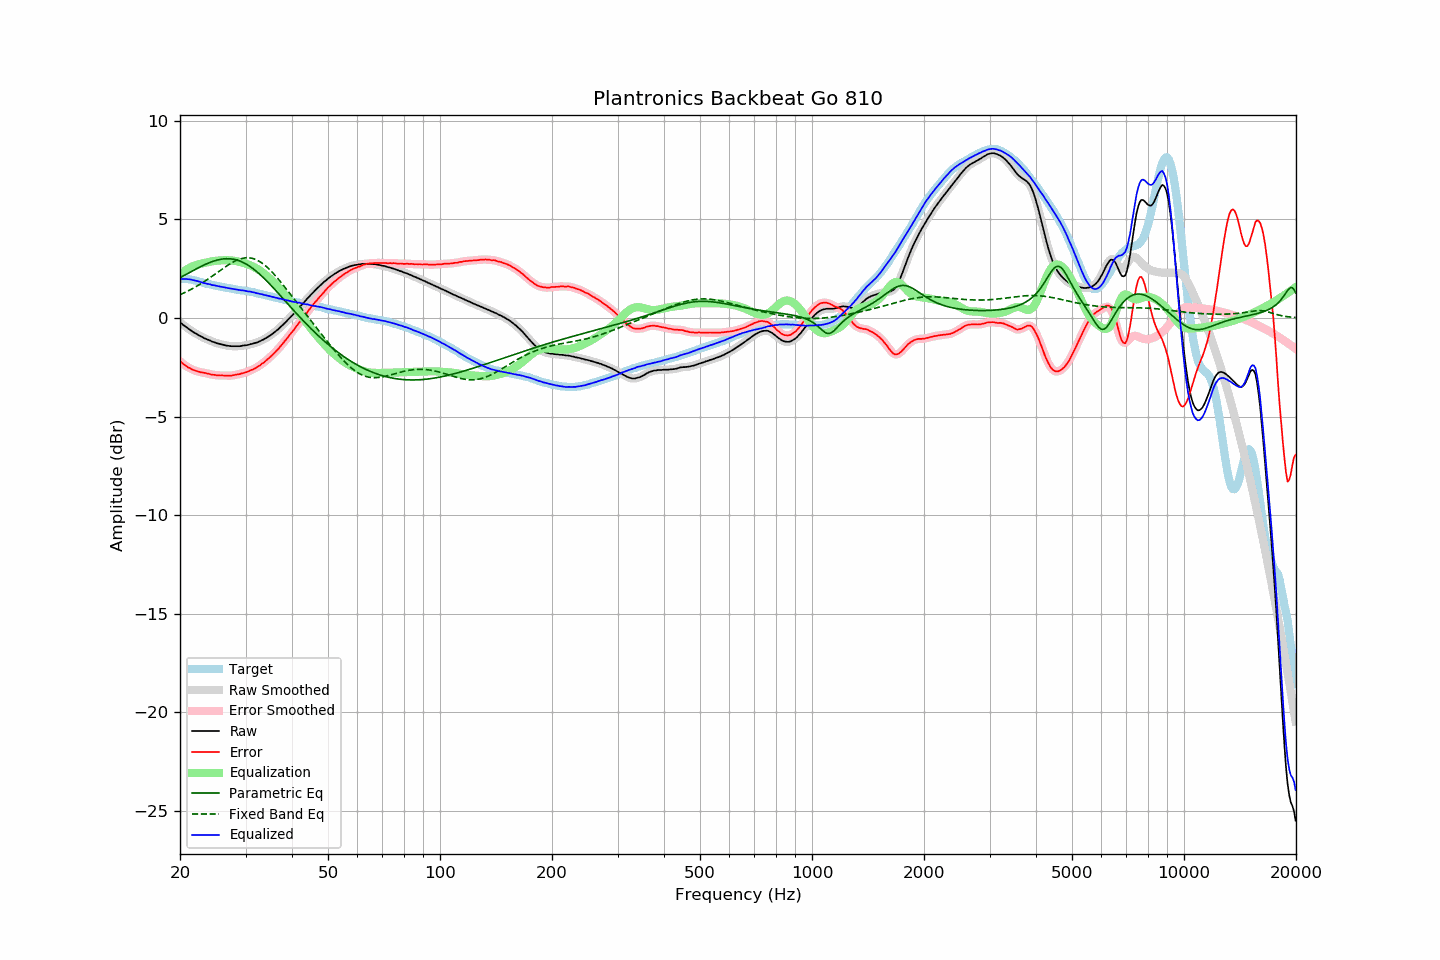 Plantronics Backbeat Go 810
10
5
0
−5
−10
−15
−20
−25
Amplitude (dBr)
Target
Raw Smoothed
Error Smoothed
Raw
Error
Equalization
Parametric Eq
Fixed Band Eq
Equalized
20 50 100 200 500 1000 2000 5000 10000 20000
Frequency (Hz)